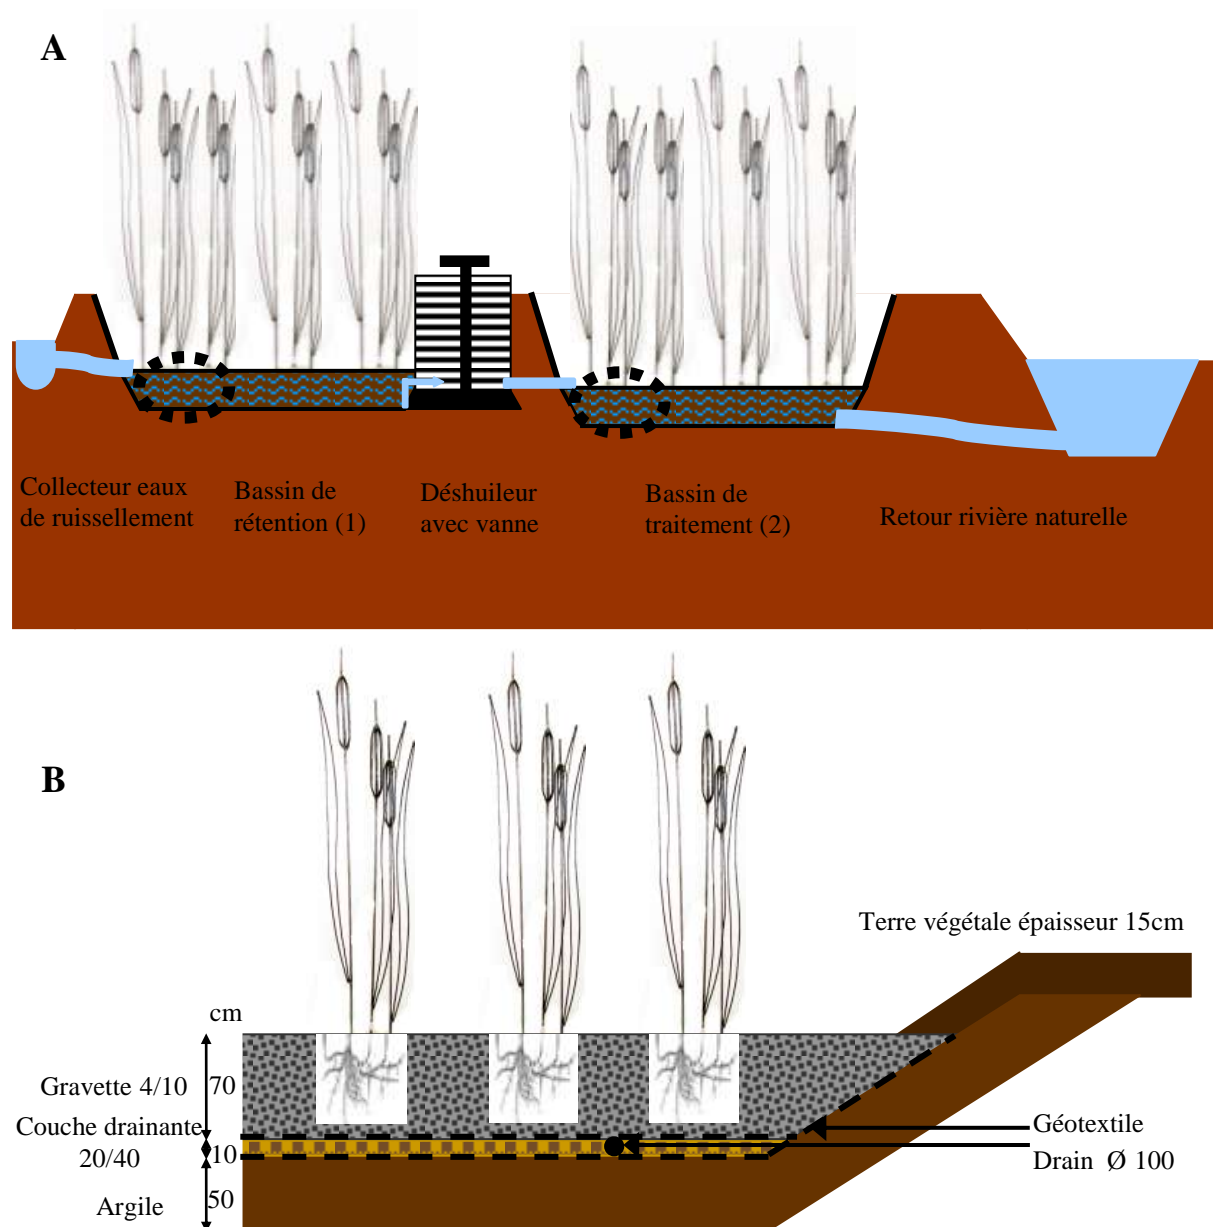 A
Collecteur eaux
de ruissellement
Bassin de
rétention (1)
Déshuileur
avec vanne
Bassin de
traitement (2)
Retour rivière naturelle
B
Terre végétale épaisseur 15cm
cm
Gravette 4/10
70
Couche drainante
20/40
10
Argile
50
Géotextile
Drain Ø 100